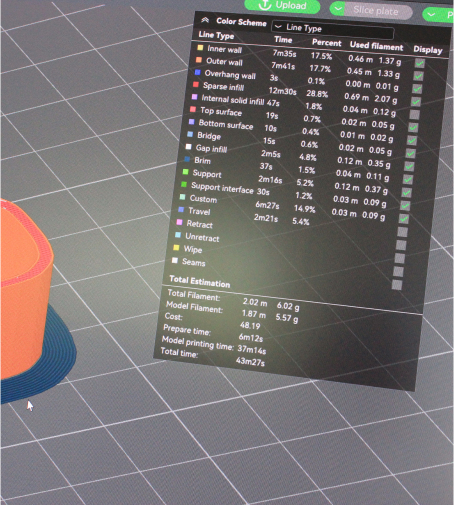 Upload
Slice plate
P
Color Scheme Line Type
Line Type Time Percent Used filament Display
Inner wall 7m35s 17.5% 0.46 m 1.37 g
Outer wall 7m41s 17.7% 0.45 m 1.33 g
Overhang wall 3s 0.1% 0.00 m 0.01 g
Sparse infill 12m30s 28.8% 0.69 m 2.07 g
Internal solid infill 47s 1.8% 0.04 m 0.12 g
Top surface 19s 0.7% 0.02 m 0.05 g
Bottom surface 10s 0.4% 0.01 m 0.02 g
Bridge 15s 0.6% 0.02 m 0.05 g
Gap infill 2m5s 4.8% 0.12 m 0.35 g
Brim 37s 1.5% 0.04 m 0.11 g
Support 2m16s 5.2% 0.12 m 0.37 g
Support interface 30s 1.2% 0.03 m 0.09 g
Custom 6m27s 14.9% 0.03 m 0.09 g
Travel 2m21s 5.4%
Retract
Unretract
Wipe
Seams
Total Estimation
Total Filament: 2.02 m 6.02 g
Model Filament: 1.87 m 5.57 g
Cost: 48.19
Prepare time: 6m12s
Model printing time: 37m14s
Total time: 43m27s